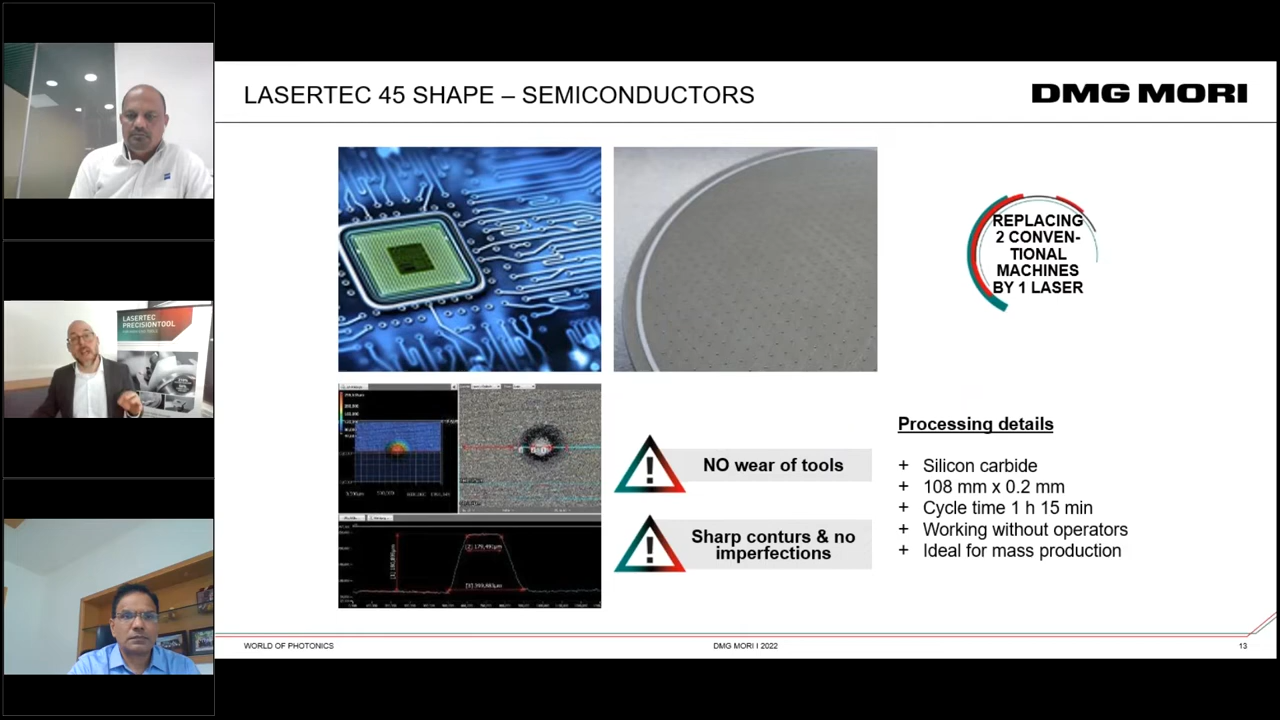 LASERTEC 45 SHAPE – SEMICONDUCTORS
DMG MORI
REPLACING
2 CONVEN-
TIONAL
MACHINES
BY 1 LASER
LASERTEC
PRECISIONTOOL
NO wear of tools
Sharp conturs & no
imperfections
Processing details
+ Silicon carbide
+ 108 mm x 0.2 mm
+ Cycle time 1 h 15 min
+ Working without operators
+ Ideal for mass production
WORLD OF PHOTONICS
DMG MORI I 2022
13